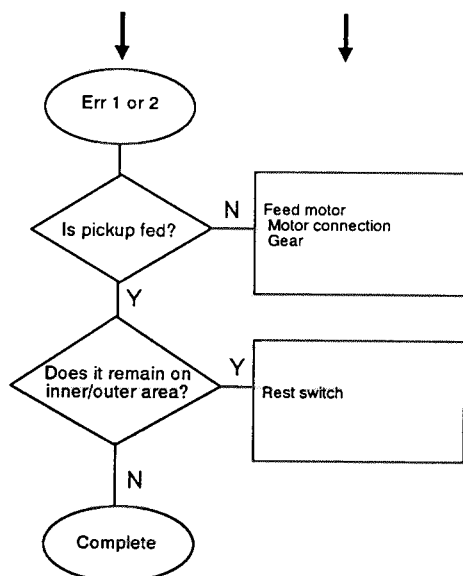 Err 1 or 2
Is pickup fed?
N
Feed motor
Motor connection
Gear
Y
Does it remain on
inner/outer area?
Y
Rest switch
N
Complete